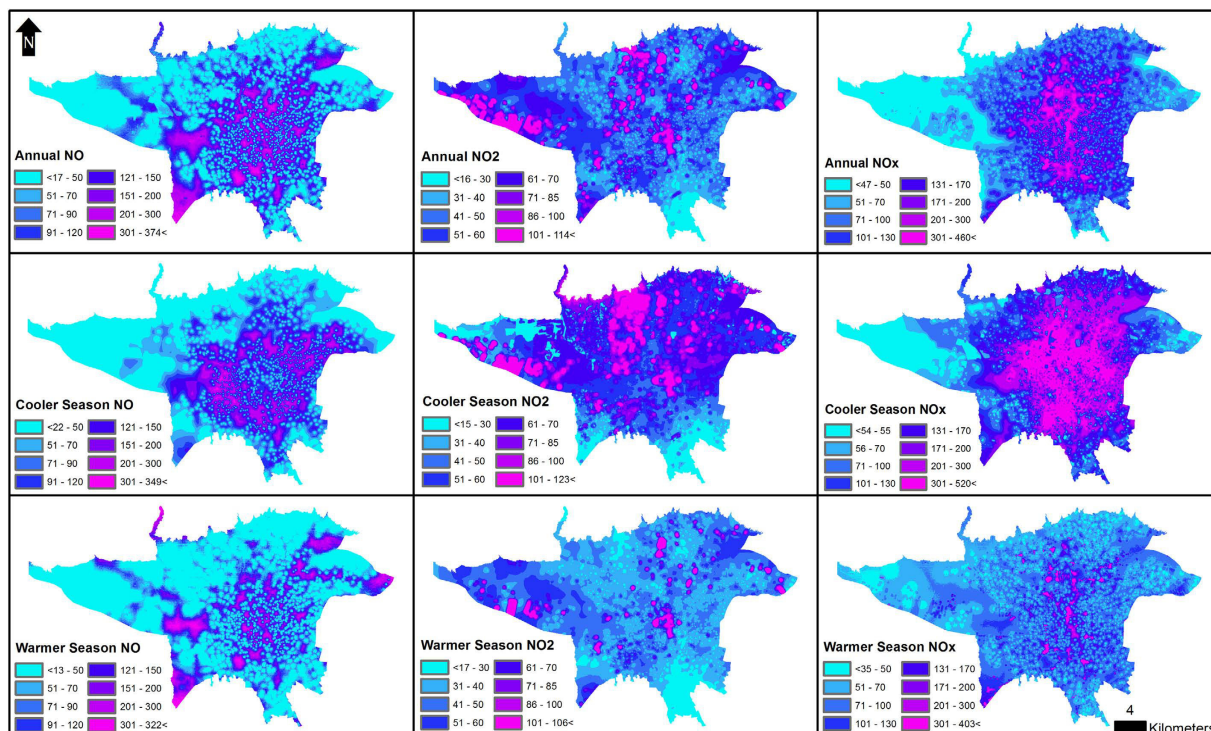 N
Annual NO
<17 - 50 121 - 150
51 - 70 151 - 200
71 - 90 201 - 300
91 - 120 301 - 374<
Annual NO2
<16 - 30 61 - 70
31 - 40 71 - 85
41 - 50 86 - 100
51 - 60 101 - 114<
Annual NOx
<47 - 50 131 - 170
51 - 70 171 - 200
71 - 100 201 - 300
101 - 130 301 - 460<
Cooler Season NO
<22 - 50 121 - 150
51 - 70 151 - 200
71 - 90 201 - 300
91 - 120 301 - 349<
Cooler Season NO2
<15 - 30 61 - 70
31 - 40 71 - 85
41 - 50 86 - 100
51 - 60 101 - 123<
Cooler Season NOx
<54 - 55 131 - 170
56 - 70 171 - 200
71 - 100 201 - 300
101 - 130 301 - 520<
Warmer Season NO
<13 - 50 121 - 150
51 - 70 151 - 200
71 - 90 201 - 300
91 - 120 301 - 322<
Warmer Season NO2
<17 - 30 61 - 70
31 - 40 71 - 85
41 - 50 86 - 100
51 - 60 101 - 106<
Warmer Season NOx
<35 - 50 131 - 170
51 - 70 171 - 200
71 - 100 201 - 300
101 - 130 301 - 403<
4
Kilometers